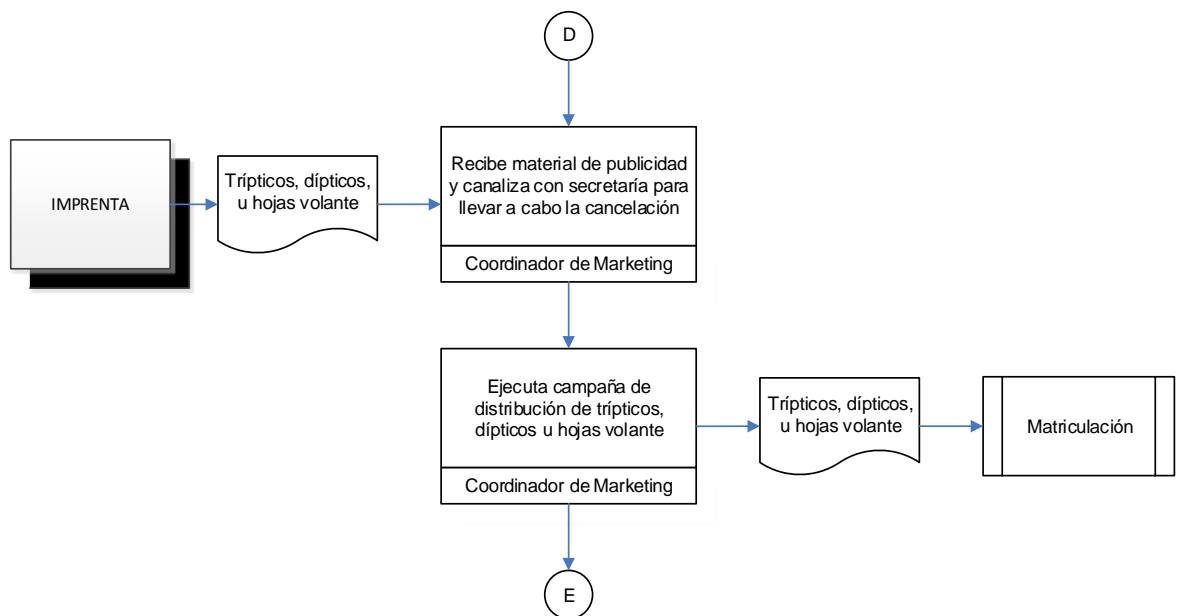 D
IMPRENTA
Trípticos, dípticos,
u hojas volante
Recibe material de publicidad
y canaliza con secretaría para
llevar a cabo la cancelación
Coordinador de Marketing
Ejecuta campaña de
distribución de trípticos,
dípticos u hojas volante
Coordinador de Marketing
Trípticos, dípticos,
u hojas volante
Matriculación
E